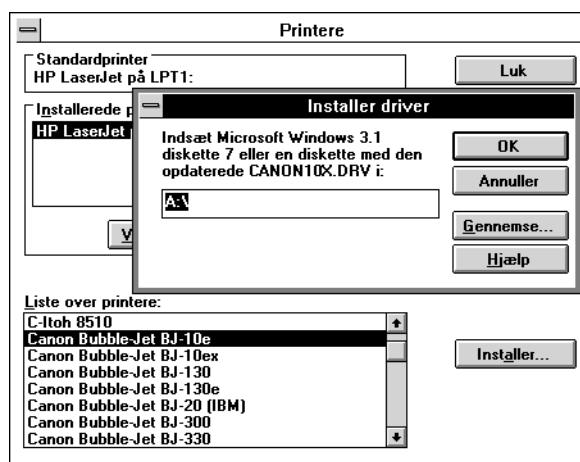 Printere
Standardprinter
HP LaserJet på LPT1:
Luk
Installerede p
HP LaserJet p
V
Installer driver
Indsæt Microsoft Windows 3.1
diskette 7 eller en diskette med den
opdaterede CANON10X.DRV i:
A:\
OK
Annuller
Gennemse...
Hjælp
Liste over printere:
C-Itoh 8510
Canon Bubble-Jet BJ-10e
Canon Bubble-Jet BJ-10ex
Canon Bubble-Jet BJ-130
Canon Bubble-Jet BJ-130e
Canon Bubble-Jet BJ-20 (IBM)
Canon Bubble-Jet BJ-300
Canon Bubble-Jet BJ-330
Installer...